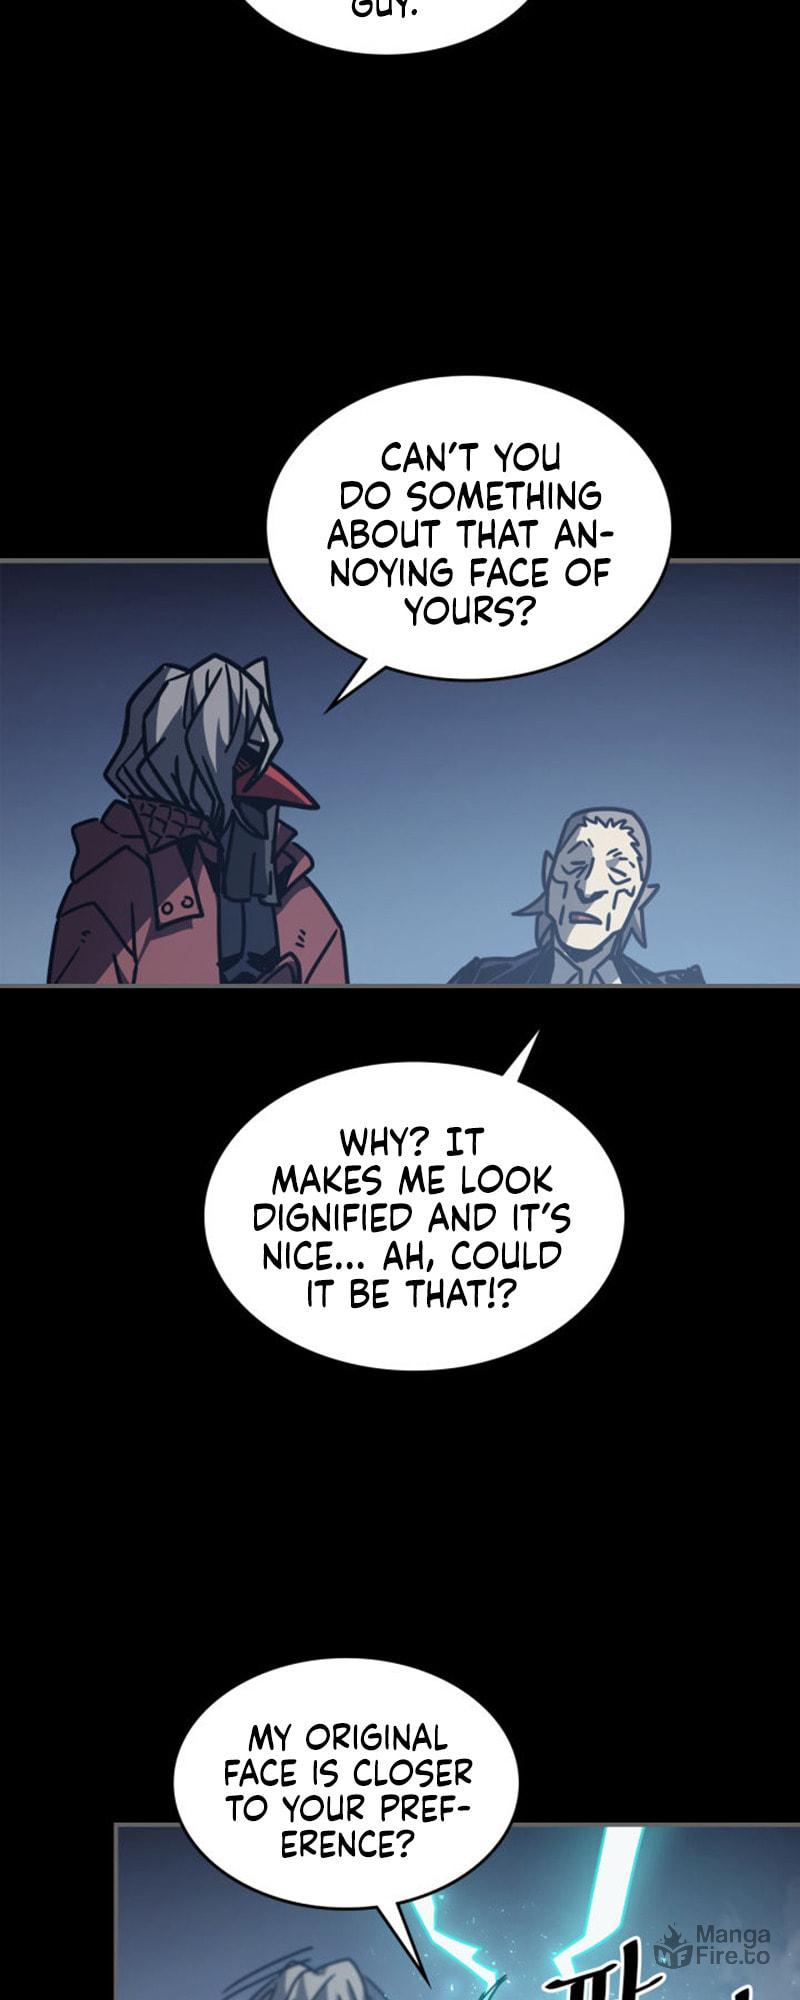 GUY.
CAN'T YOU
DO SOMETHING
ABOUT THAT AN-
NOYING FACE OF
YOURS?
WHY? IT
MAKES ME LOOK
DIGNIFIED AND IT'S
NICE... AH, COULD
IT BE THAT!?
MY ORIGINAL
FACE IS CLOSER
TO YOUR PREF-
ERENCE?
Manga
Fire.to